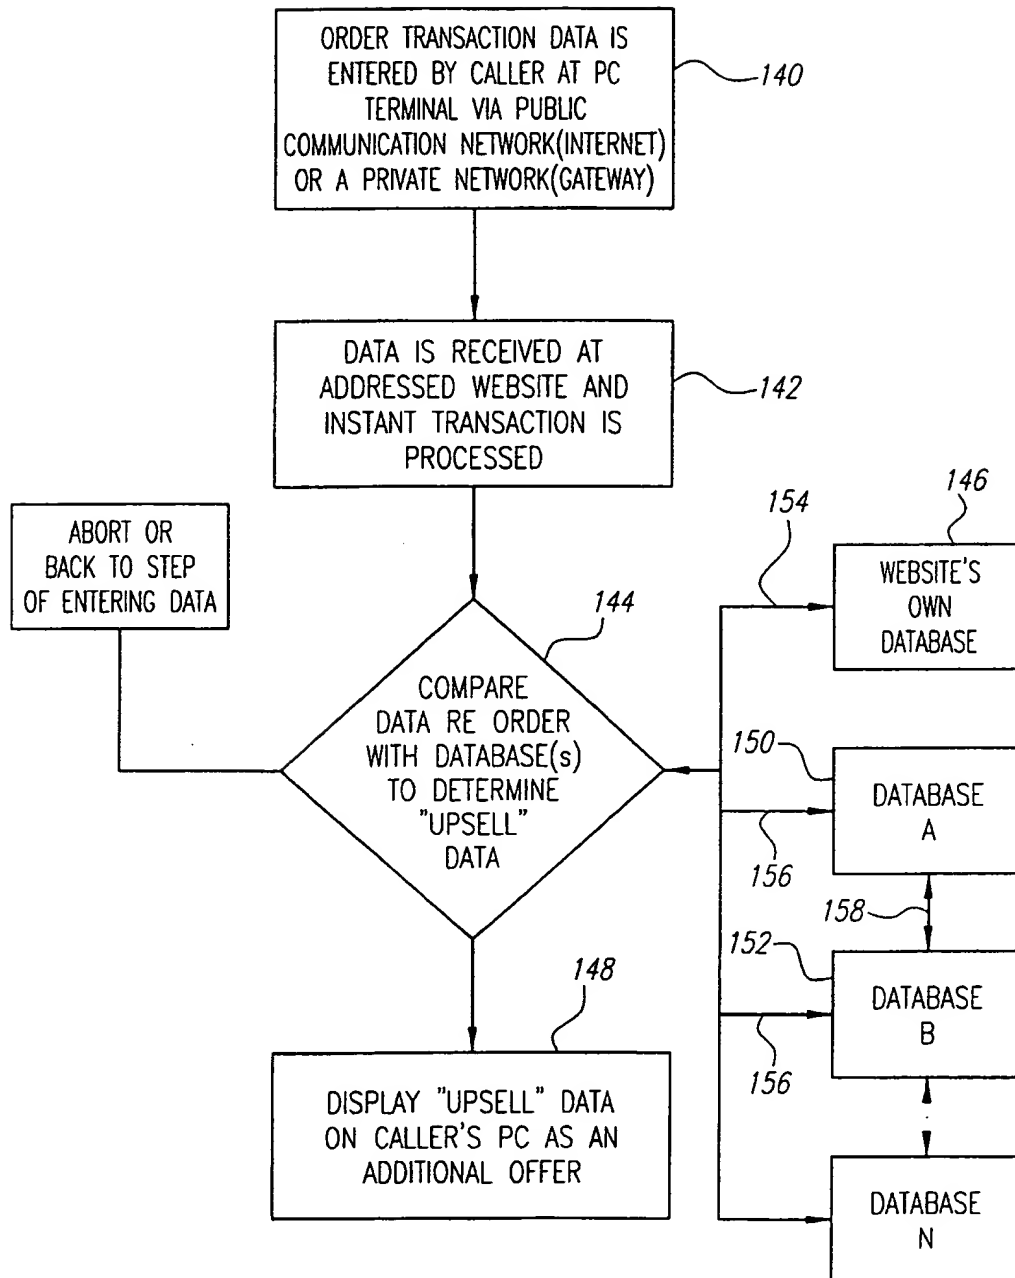 ORDER TRANSACTION DATA IS
ENTERED BY CALLER AT PC
TERMINAL VIA PUBLIC
COMMUNICATION NETWORK(INTERNET)
OR A PRIVATE NETWORK(GATEWAY)
140
DATA IS RECEIVED AT
ADDRESSED WEBSITE AND
INSTANT TRANSACTION IS
PROCESSED
142
ABORT OR
BACK TO STEP
OF ENTERING DATA
144
COMPARE
DATA RE ORDER
WITH DATABASE(s)
TO DETERMINE
"UPSELL"
DATA
154
146
WEBSITE'S
OWN
DATABASE
150
DATABASE
A
156
158
152
DATABASE
B
156
148
DISPLAY "UPSELL" DATA
ON CALLER'S PC AS AN
ADDITIONAL OFFER
DATABASE
N